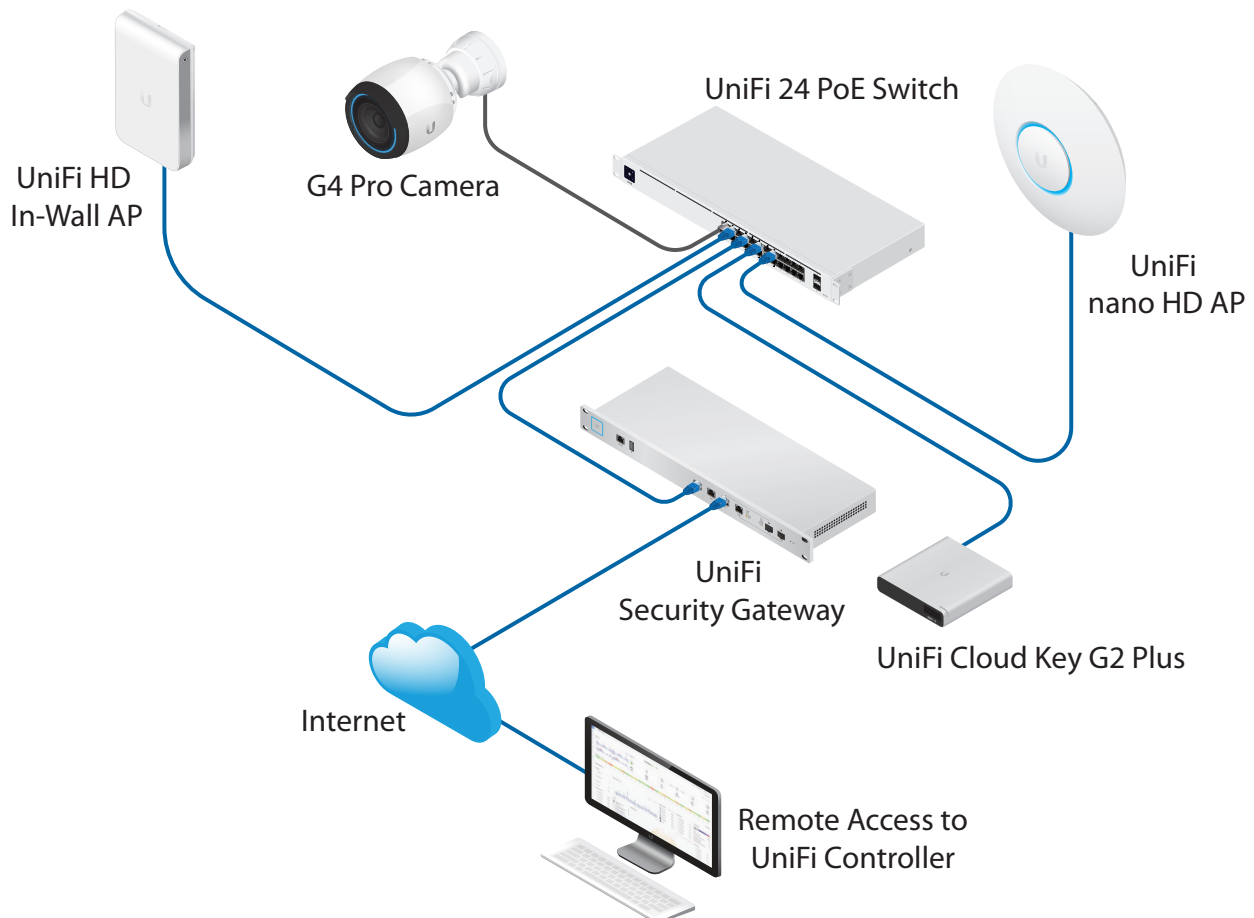 UniFi 24 PoE Switch
UniFi HD
In-Wall AP
G4 Pro Camera
UniFi
nano HD AP
UniFi
Security Gateway
UniFi Cloud Key G2 Plus
Internet
Remote Access to
UniFi Controller